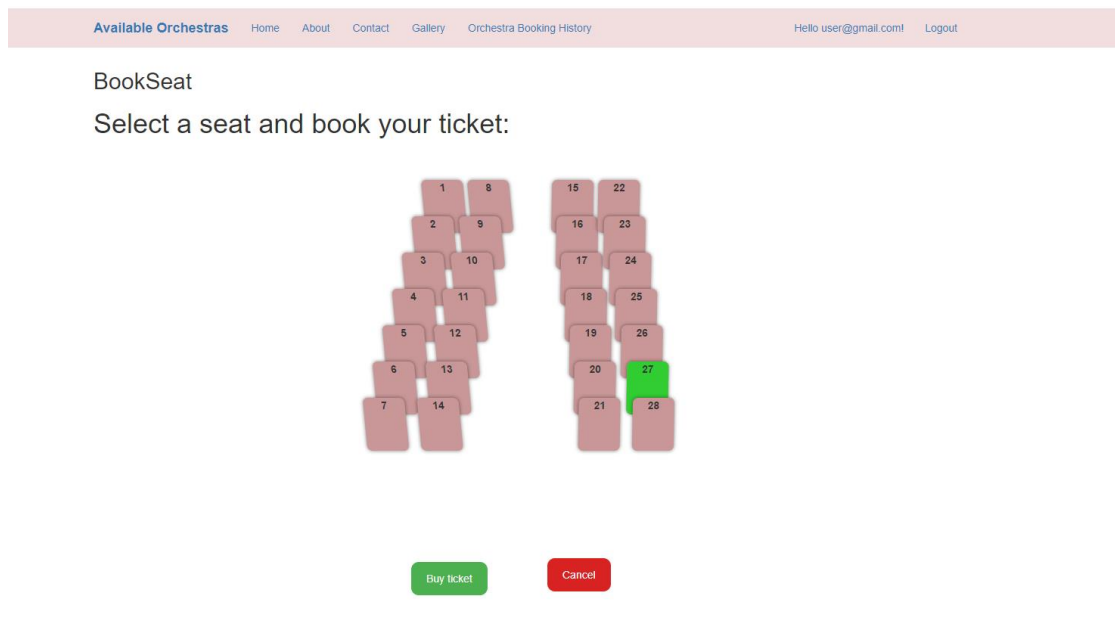 Available Orchestras Home About Contact Gallery Orchestra Booking History Hello user@gmail.com! Logout
BookSeat
Select a seat and book your ticket:
1 8 15 22
2 9 16 23
3 10 17 24
4 11 18 25
5 12 19 26
6 13 20 27
7 14 21 28
Buy ticket Cancel